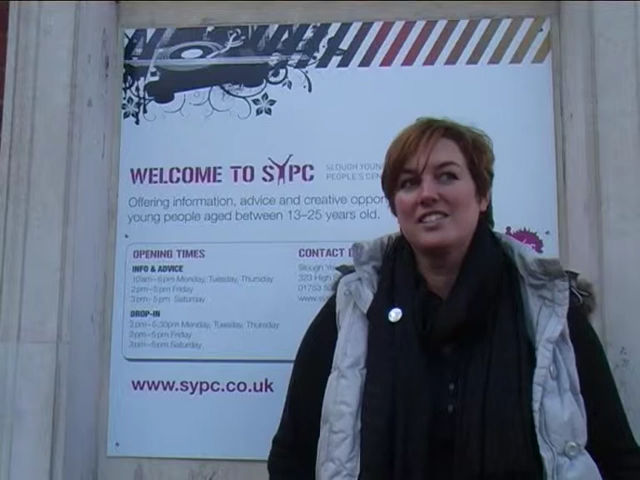 WELCOME TO SYPC
SLOUGH YOUNG
PEOPLE'S CEN
Offering information, advice and creative oppor
young people aged between 13–25 years old.
OPENING TIMES
INFO & ADVICE
10am–6pm Monday, Tuesday, Thursday
2pm–5pm Friday
3pm–5pm Saturday
DROP-IN
3pm–5:30pm Monday, Tuesday, Thursday
2pm–5pm Friday
3pm–5pm Saturday
CONTACT D
Slough Yo
323 High S
01753
www.sy
www.sypc.co.uk